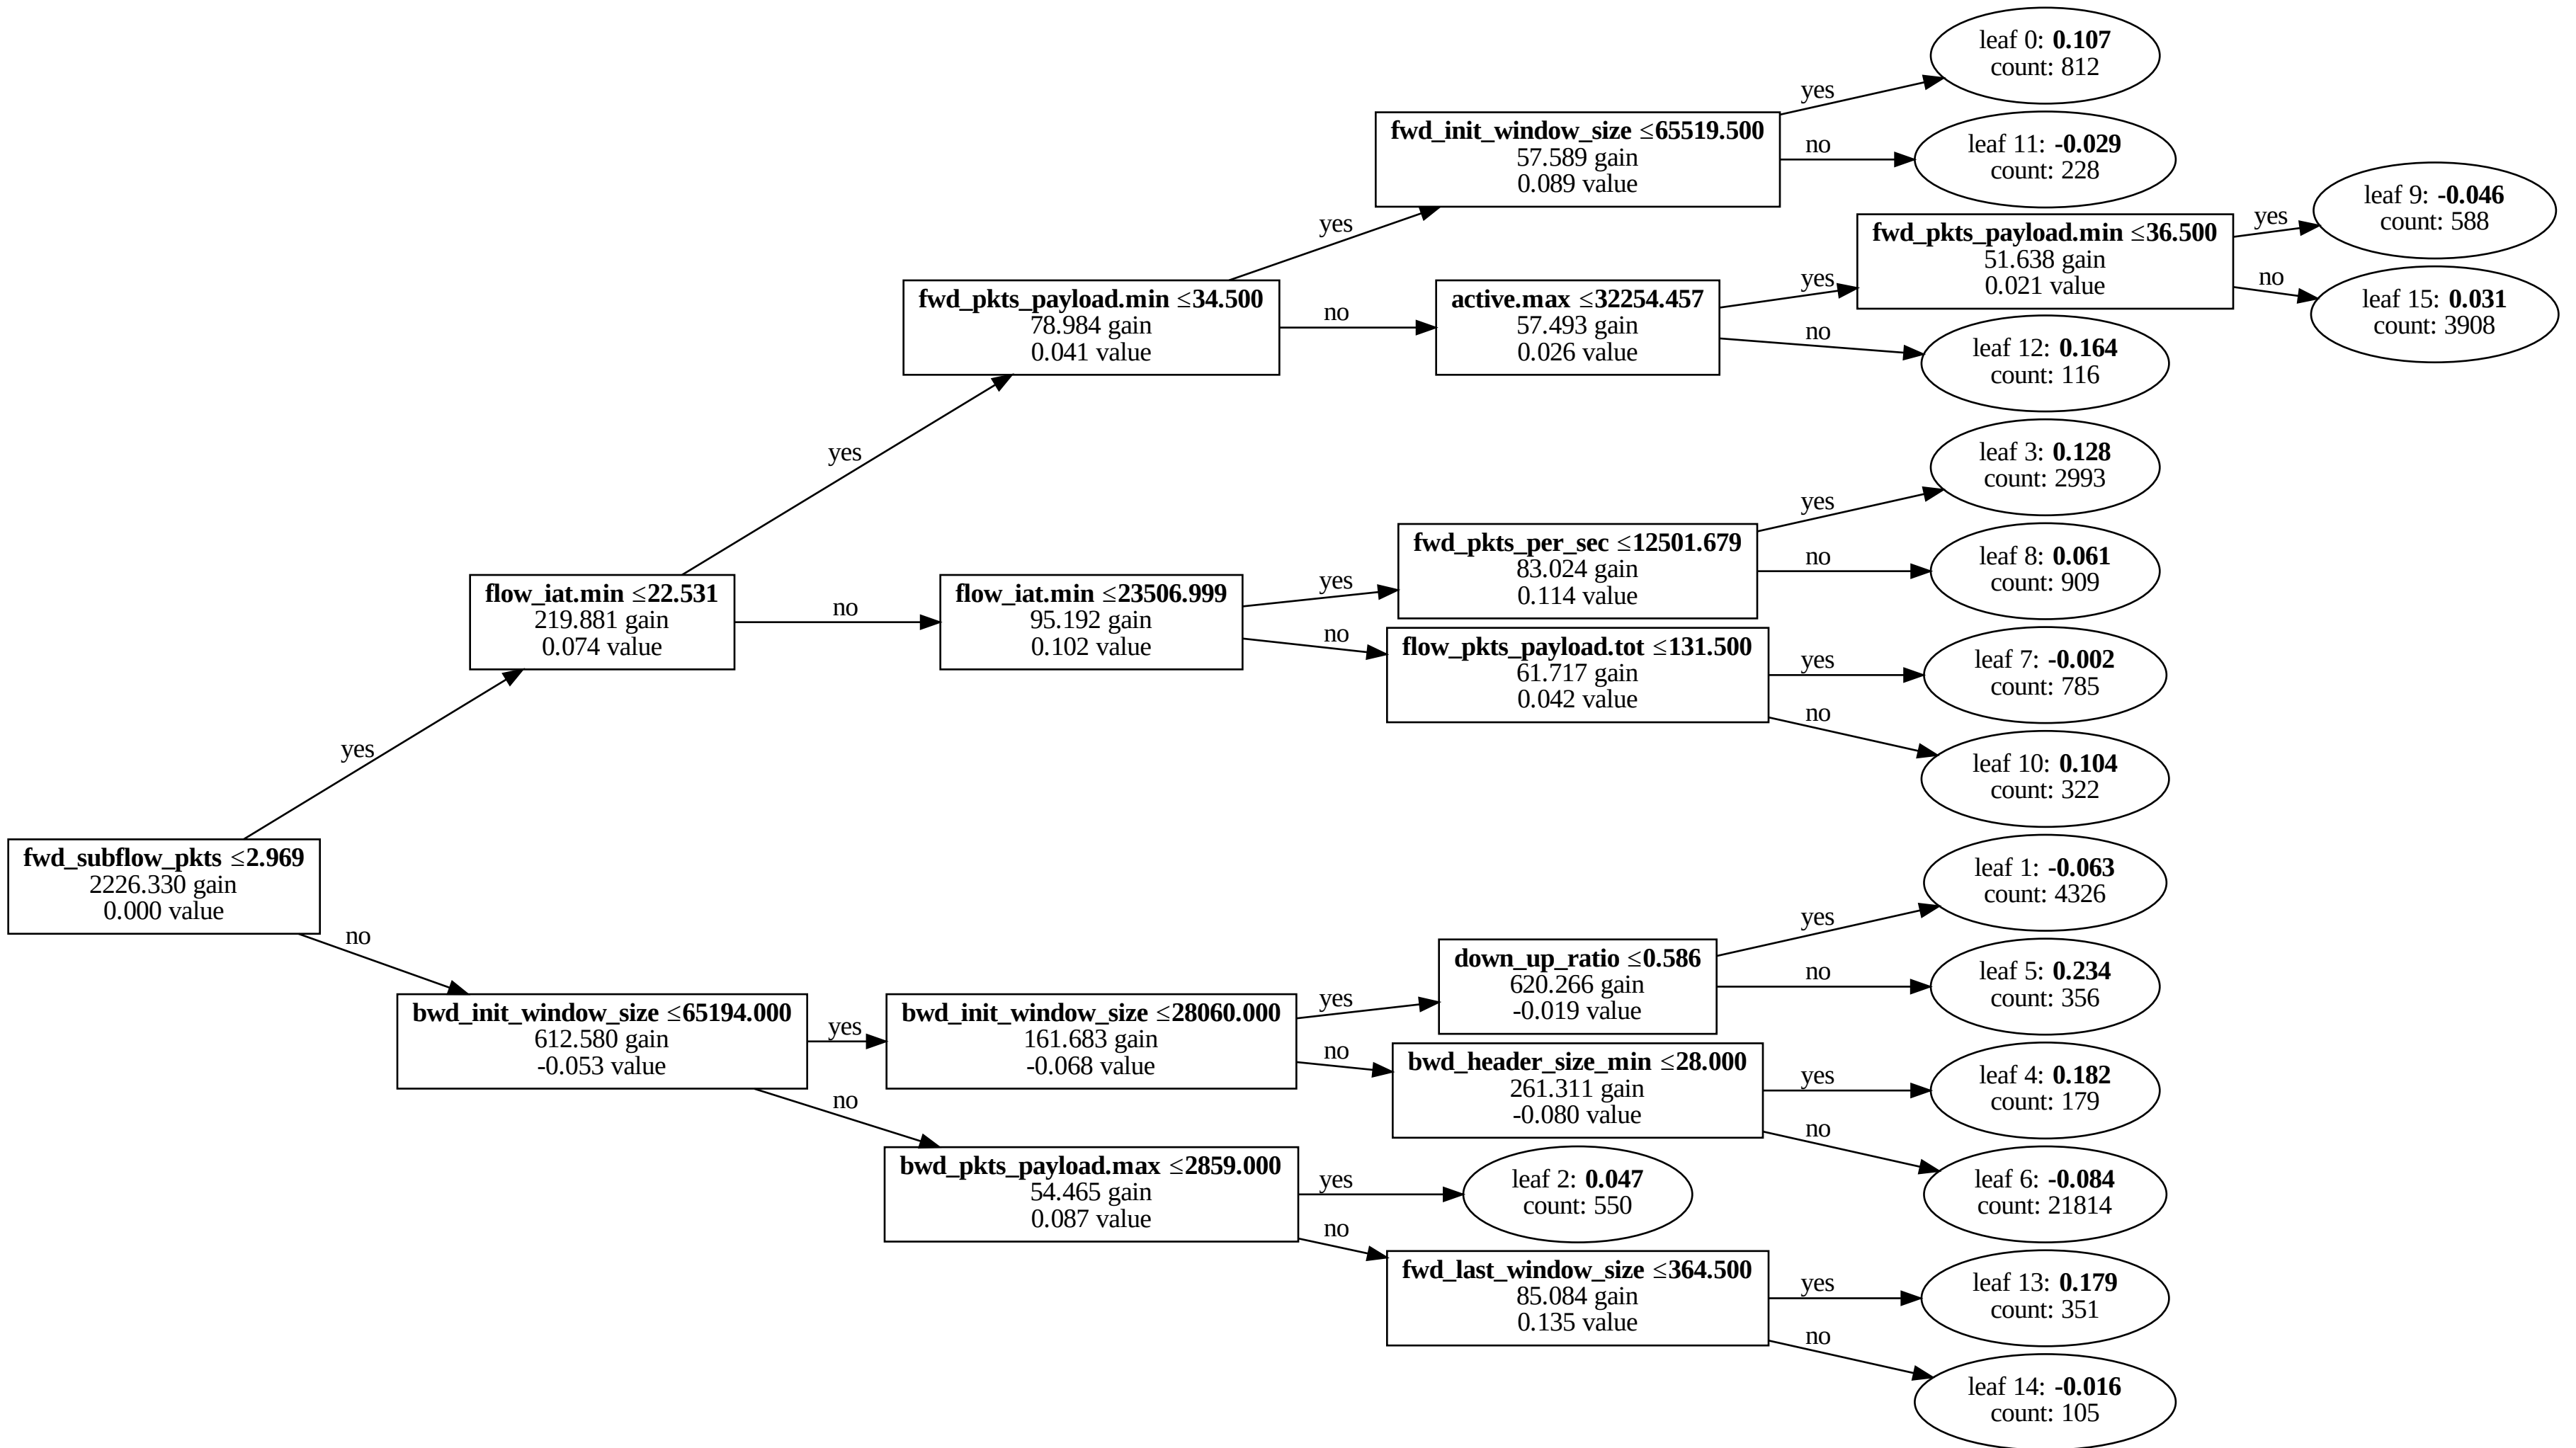 leaf 0: 0.107
count: 812
yes
fwd_init_window_size ≤65519.500
57.589 gain
0.089 value
no
leaf 11: -0.029
count: 228
leaf 9: -0.046
count: 588
yes
yes
fwd_pkts_payload.min ≤36.500
51.638 gain
0.021 value
no
leaf 15: 0.031
count: 3908
fwd_pkts_payload.min ≤34.500
78.984 gain
0.041 value
no
active.max ≤32254.457
57.493 gain
0.026 value
yes
no
leaf 12: 0.164
count: 116
yes
leaf 3: 0.128
count: 2993
yes
fwd_pkts_per_sec ≤12501.679
83.024 gain
0.114 value
no
leaf 8: 0.061
count: 909
flow_iat.min ≤22.531
219.881 gain
0.074 value
no
flow_iat.min ≤23506.999
95.192 gain
0.102 value
yes
no
flow_pkts_payload.tot ≤131.500
61.717 gain
0.042 value
yes
leaf 7: -0.002
count: 785
no
leaf 10: 0.104
count: 322
yes
fwd_subflow_pkts ≤2.969
2226.330 gain
0.000 value
no
leaf 1: -0.063
count: 4326
yes
down_up_ratio ≤0.586
620.266 gain
-0.019 value
no
leaf 5: 0.234
count: 356
bwd_init_window_size ≤65194.000
612.580 gain
-0.053 value
yes
bwd_init_window_size ≤28060.000
161.683 gain
-0.068 value
yes
no
bwd_header_size_min ≤28.000
261.311 gain
-0.080 value
yes
leaf 4: 0.182
count: 179
no
leaf 6: -0.084
count: 21814
no
bwd_pkts_payload.max ≤2859.000
54.465 gain
0.087 value
yes
leaf 2: 0.047
count: 550
no
fwd_last_window_size ≤364.500
85.084 gain
0.135 value
yes
leaf 13: 0.179
count: 351
no
leaf 14: -0.016
count: 105